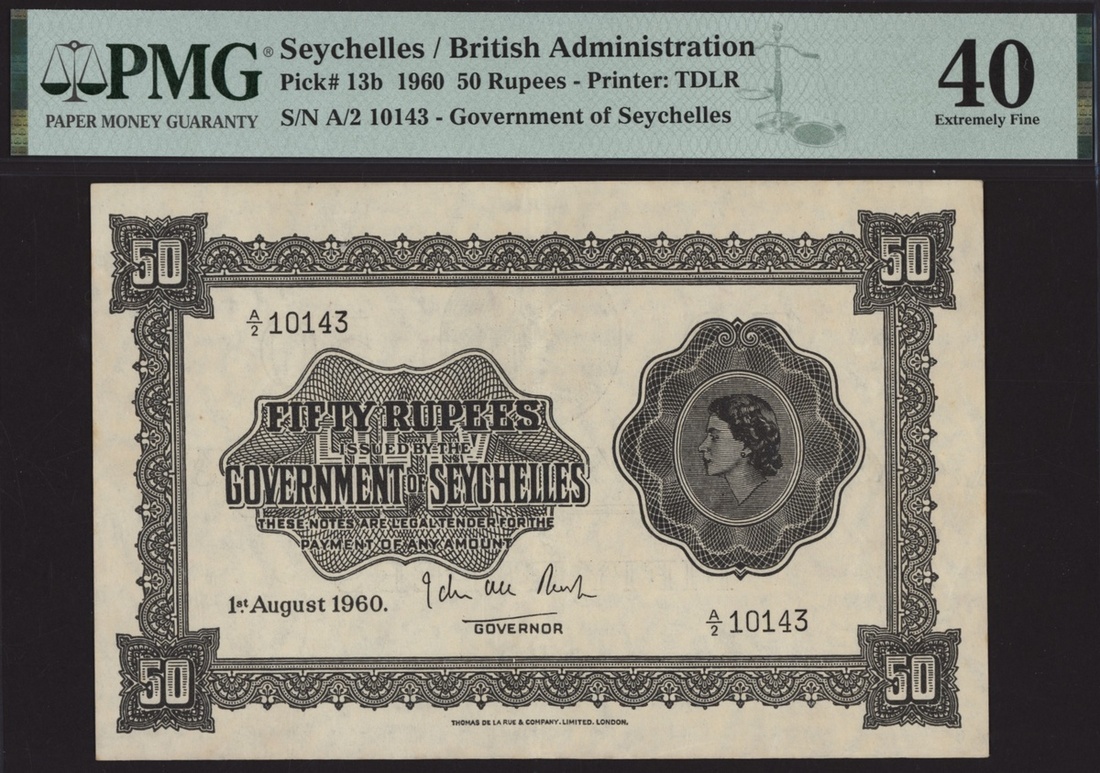 PMG® Seychelles / British Administration
Pick# 13b 1960 50 Rupees - Printer: TDLR
PAPER MONEY GUARANTY
S/N A/2 10143 - Government of Seychelles
40
Extremely Fine
50
50
A/2 10143
FIFTY RUPEES
ISSUED BY THE
GOVERNMENT OF SEYCHELLES
THESE NOTES ARE LEGAL TENDER FOR THE
PAYMENT OF ANY AMOUNT
1st August 1960.
GOVERNOR
A/2 10143
50
50
THOMAS DE LA RUE & COMPANY, LIMITED, LONDON.